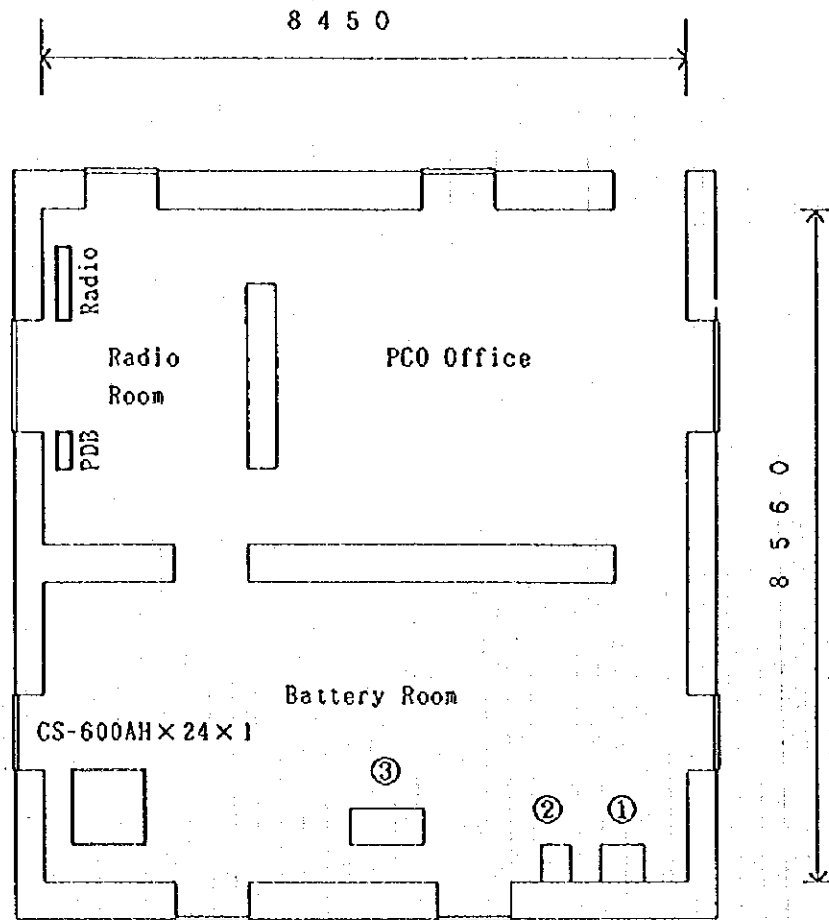 8450
Radio
Radio
Room
PCO Office
PDB
8560
Battery Room
CS-600AH×24×1
③
②
①